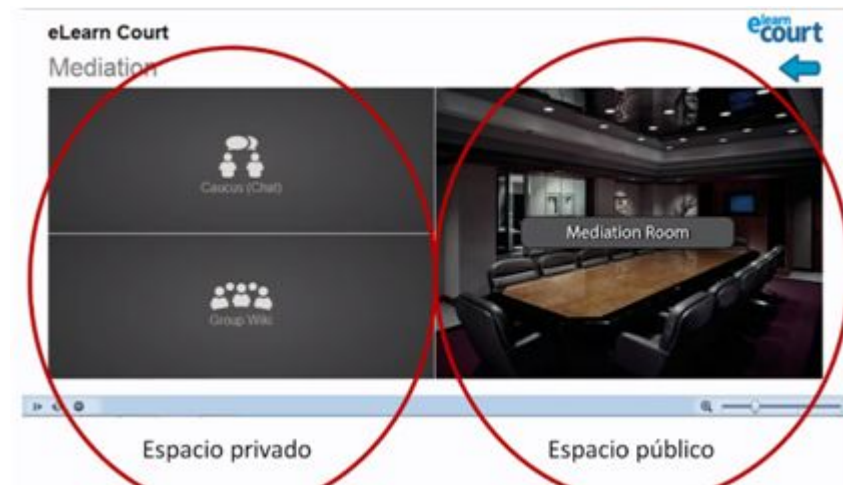 eLearn Court
elearn
court
Mediation
Caucus (Chat)
Mediation Room
Group Wiki
Espacio privado
Espacio público